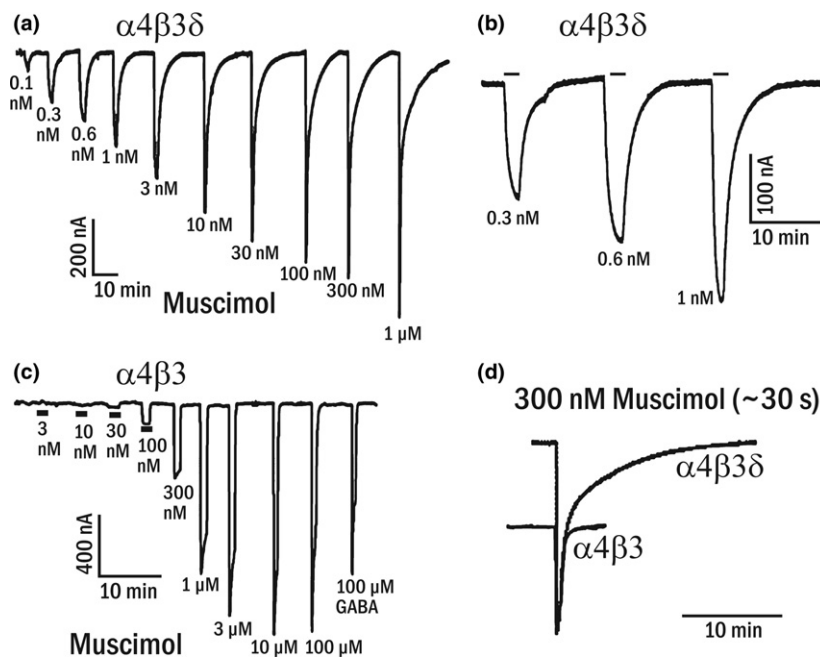 (a)
α4β3δ
0.1
nM
0.3
nM
0.6
nM
1 nM
3 nM
10 nM
30 nM
100 nM
300 nM
1 µM
200 nA
10 min
Muscimol
(b)
α4β3δ
0.3 nM
0.6 nM
1 nM
100 nA
10 min
(c)
α4β3
3
nM
10
nM
30
nM
100
nM
300
nM
1 µM
3 µM
10 µM
100 µM
100 µM
GABA
400 nA
10 min
Muscimol
(d)
300 nM Muscimol (~30 s)
α4β3δ
α4β3
10 min